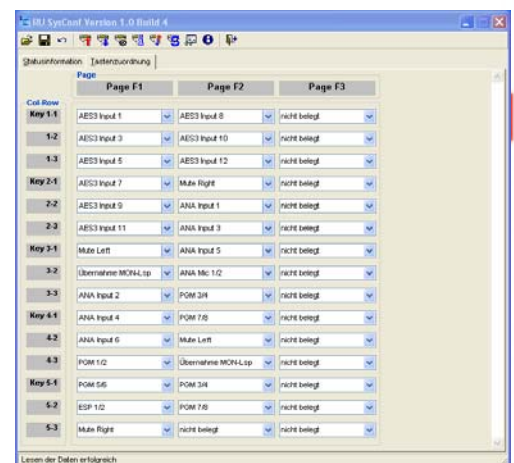 RU SysConf Version 1.0 Build 4
Statusinformation Tastenzuordnung
Page
Page F1 Page F2 Page F3
Col-Row
Key 1-1 AES3 Input 1 AES3 Input 8 nicht belegt
1-2 AES3 Input 3 AES3 Input 10 nicht belegt
1-3 AES3 Input 5 AES3 Input 12 nicht belegt
Key 2-1 AES3 Input 7 Mute Right nicht belegt
2-2 AES3 Input 9 ANA Input 1 nicht belegt
2-3 AES3 Input 11 ANA Input 3 nicht belegt
Key 3-1 Mute Left ANA Input 5 nicht belegt
3-2 Übernahme MON-Lsp ANA Mic 1/2 nicht belegt
3-3 ANA Input 2 PGM 3/4 nicht belegt
Key 4-1 ANA Input 4 PGM 7/8 nicht belegt
4-2 ANA Input 6 Mute Left nicht belegt
4-3 PGM 1/2 Übernahme MON-Lsp nicht belegt
Key 5-1 PGM 5/6 PGM 3/4 nicht belegt
5-2 ESP 1/2 PGM 7/8 nicht belegt
5-3 Mute Right nicht belegt nicht belegt
Lesen der Daten erfolgreich